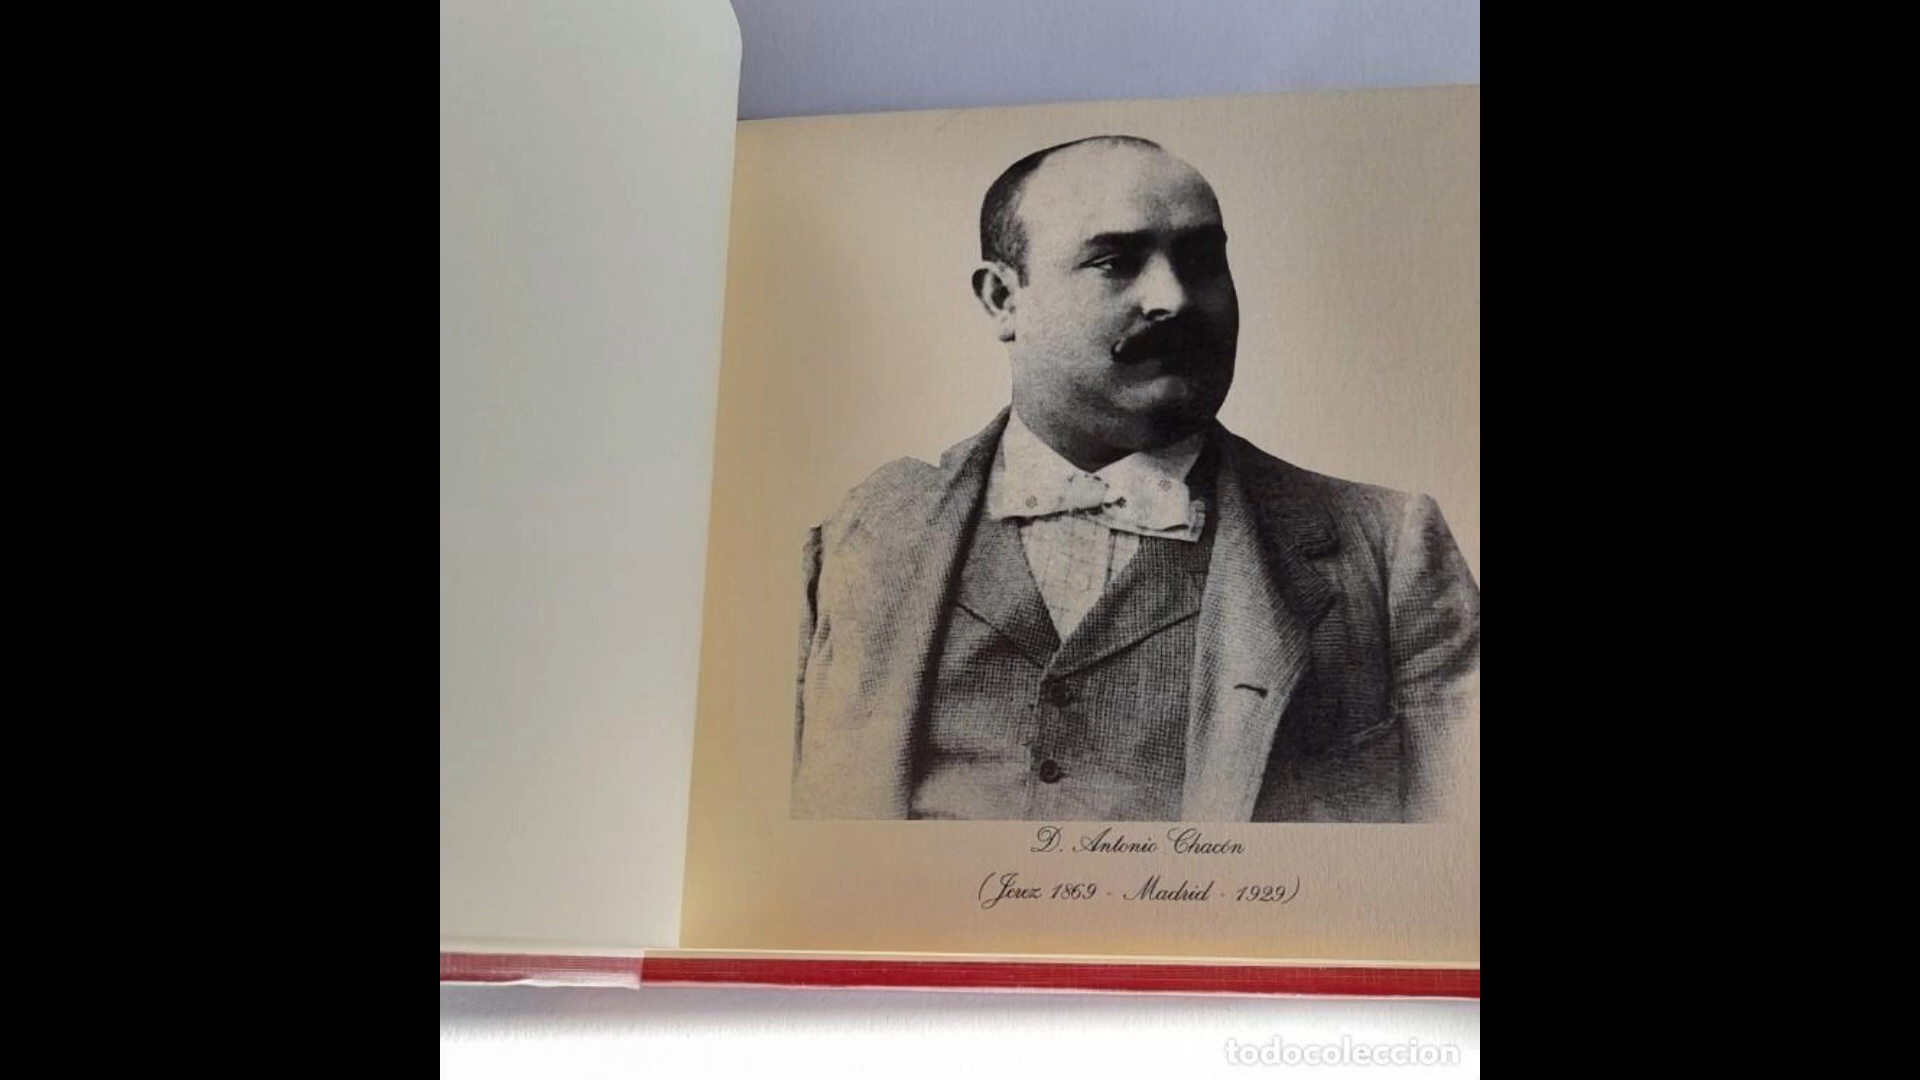 D. Antonio Chacón
(Jerez 1869 - Madrid - 1929)
todocoleccion